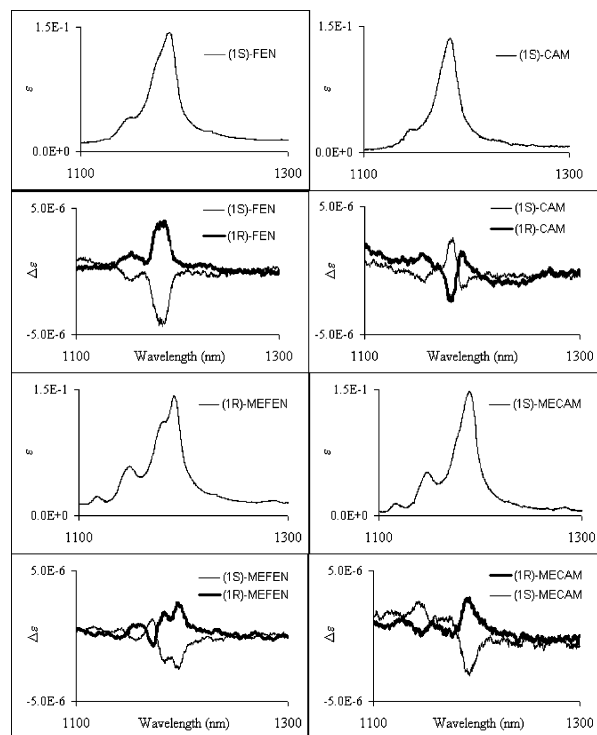 1.5E-1
(1S)-FEN
ε
0.0E+0
1100
1300
1.5E-1
(1S)-CAM
ε
0.0E+0
1100
1300
5.0E-6
(1S)-FEN
(1R)-FEN
Δε
-5.0E-6
1100
Wavelength (nm)
1300
5.0E-6
(1S)-CAM
(1R)-CAM
Δε
-5.0E-6
1100
Wavelength (nm)
1300
1.5E-1
(1R)-MEFEN
ε
0.0E+0
1100
1300
1.5E-1
(1S)-MECAM
ε
0.0E+0
1100
1300
5.0E-6
(1S)-MEFEN
(1R)-MEFEN
Δε
-5.0E-6
1100
Wavelength (nm)
1300
5.0E-6
(1R)-MECAM
(1S)-MECAM
Δε
-5.0E-6
1100
Wavelength (nm)
1300